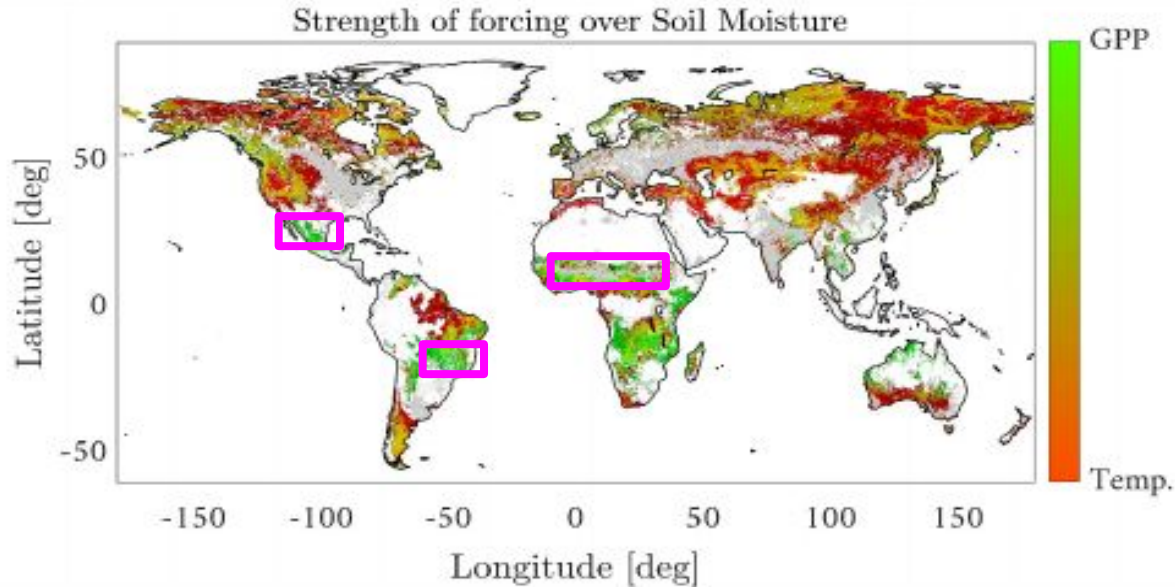 Strength of forcing over Soil Moisture
GPP
50
0
-50
Latitude [deg]
Temp.
-150 -100 -50 0 50 100 150
Longitude [deg]